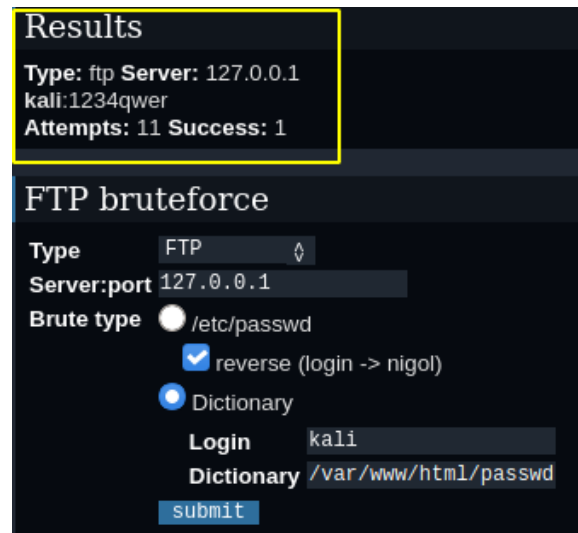 Results
Type: ftp Server: 127.0.0.1
kali:1234qwer
Attempts: 11 Success: 1
FTP bruteforce
Type FTP
Server:port 127.0.0.1
Brute type /etc/passwd
reverse (login -> nigol)
Dictionary
Login kali
Dictionary /var/www/html/passwd
submit